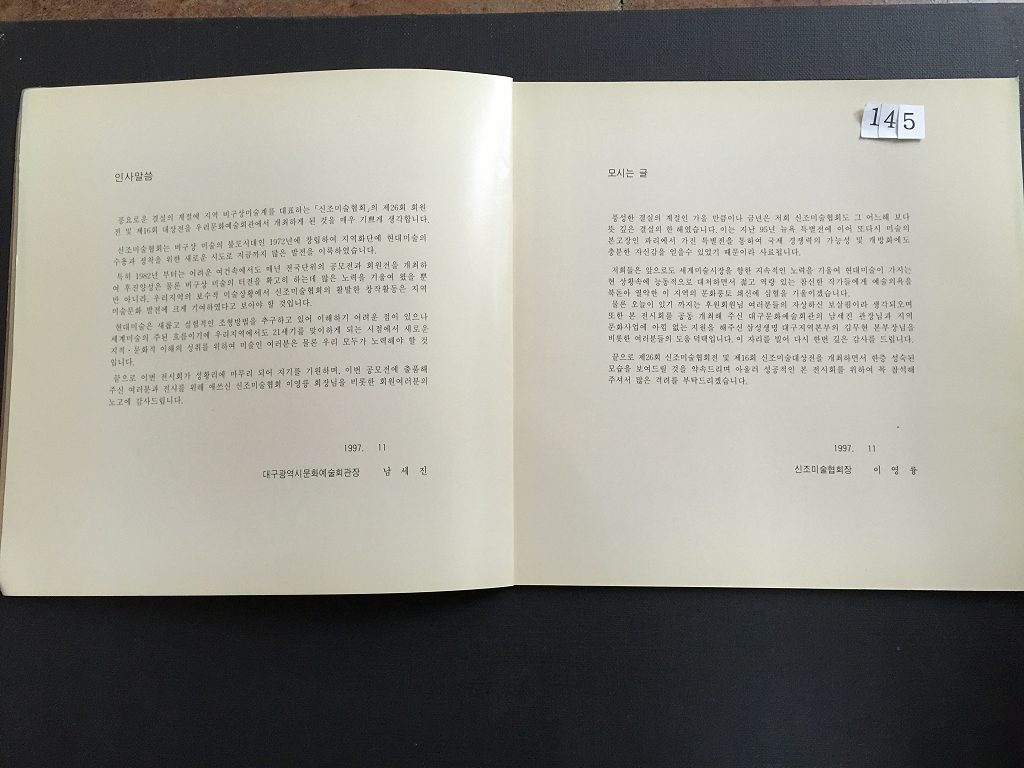 인사말씀
풍요로운 결실의 계절에 지역 비구상미술계를 대표하는 「신조미술협회」의 제26회 회원
전 및 제16회 대상전을 우리문화예술회관에서 개최하게 된 것을 매우 기쁘게 생각합니다.
신조미술협회는 비구상 미술의 불모시대인 1972년에 창립하여 지역화단에 현대미술의
수용과 정착을 위한 새로운 시도로 지금까지 많은 발전을 이룩하였습니다.
특히 1982년 부터는 어려운 여건속에서도 매년 전국단위의 공모전과 회원전을 개최하
여 후진양성은 물론 비구상 미술의 터전을 확고히 하는데 많은 노력을 기울여 왔을 뿐
만 아니라, 우리지역의 보수적 미술상황에서 신조미술협회의 활발한 창작활동은 지역
미술문화 발전에 크게 기여하였다고 보아야 할 것입니다.
현대미술은 새롭고 실험적인 조형방법을 추구하고 있어 이해하기 어려운 점이 있으나
세계미술의 주된 흐름이기에 우리지역에서도 21세기를 맞이하게 되는 시점에서 새로운
지적·문화적 이해의 성취를 위하여 미술인 여러분은 물론 우리 모두가 노력해야 할 것
입니다.
끝으로 이번 전시회가 성황리에 마무리 되어 지기를 기원하며, 이번 공모전에 출품해
주신 여러분과 전시를 위해 애쓰신 신조미술협회 이영륭 회장님을 비롯한 회원여러분의
노고에 감사드립니다.
1997. 11
대구광역시문화예술회관장 남 세 진
145
모시는 글
풍성한 결실의 계절인 가을 만큼이나 금년은 저희 신조미술협회도 그 어느해 보다
뜻 깊은 결실의 한 해였습니다. 이는 지난 95년 뉴욕 특별전에 이어 또다시 미술의
본고장인 파리에서 가진 특별전을 통하여 국제 경쟁력의 가능성 및 개방화에도
충분한 자신감을 얻을수 있었기 때문이라 사료됩니다.
저희들은 앞으로도 세계미술시장을 향한 지속적인 노력을 기울여 현대미술이 가지는
현 상황속에 능동적으로 대처하면서 젊고 역량 있는 참신한 작가들에게 예술의욕을
북돋아 열악한 이 지역의 문화풍토 쇄신에 심혈을 기울이겠습니다.
물론 오늘이 있기 까지는 후원회원님 여러분들의 자상하신 보살핌이라 생각되오며
또한 본 전시회를 공동 개최해 주신 대구문화예술회관의 남세진 관장님과 지역
문화사업에 아낌 없는 지원을 해주신 삼성생명 대구지역본부의 김두현 본부장님을
비롯한 여러분들의 도움 덕택입니다. 이 자리를 빌어 다시 한번 깊은 감사를 드립니다.
끝으로 제26회 신조미술협회전 및 제16회 신조미술대상전을 개최하면서 한층 성숙된
모습을 보여드릴 것을 약속드리며 아울러 성공적인 본 전시회를 위하여 꼭 참석해
주셔서 많은 격려를 부탁드리겠습니다.
1997. 11
신조미술협회장 이 영 륭